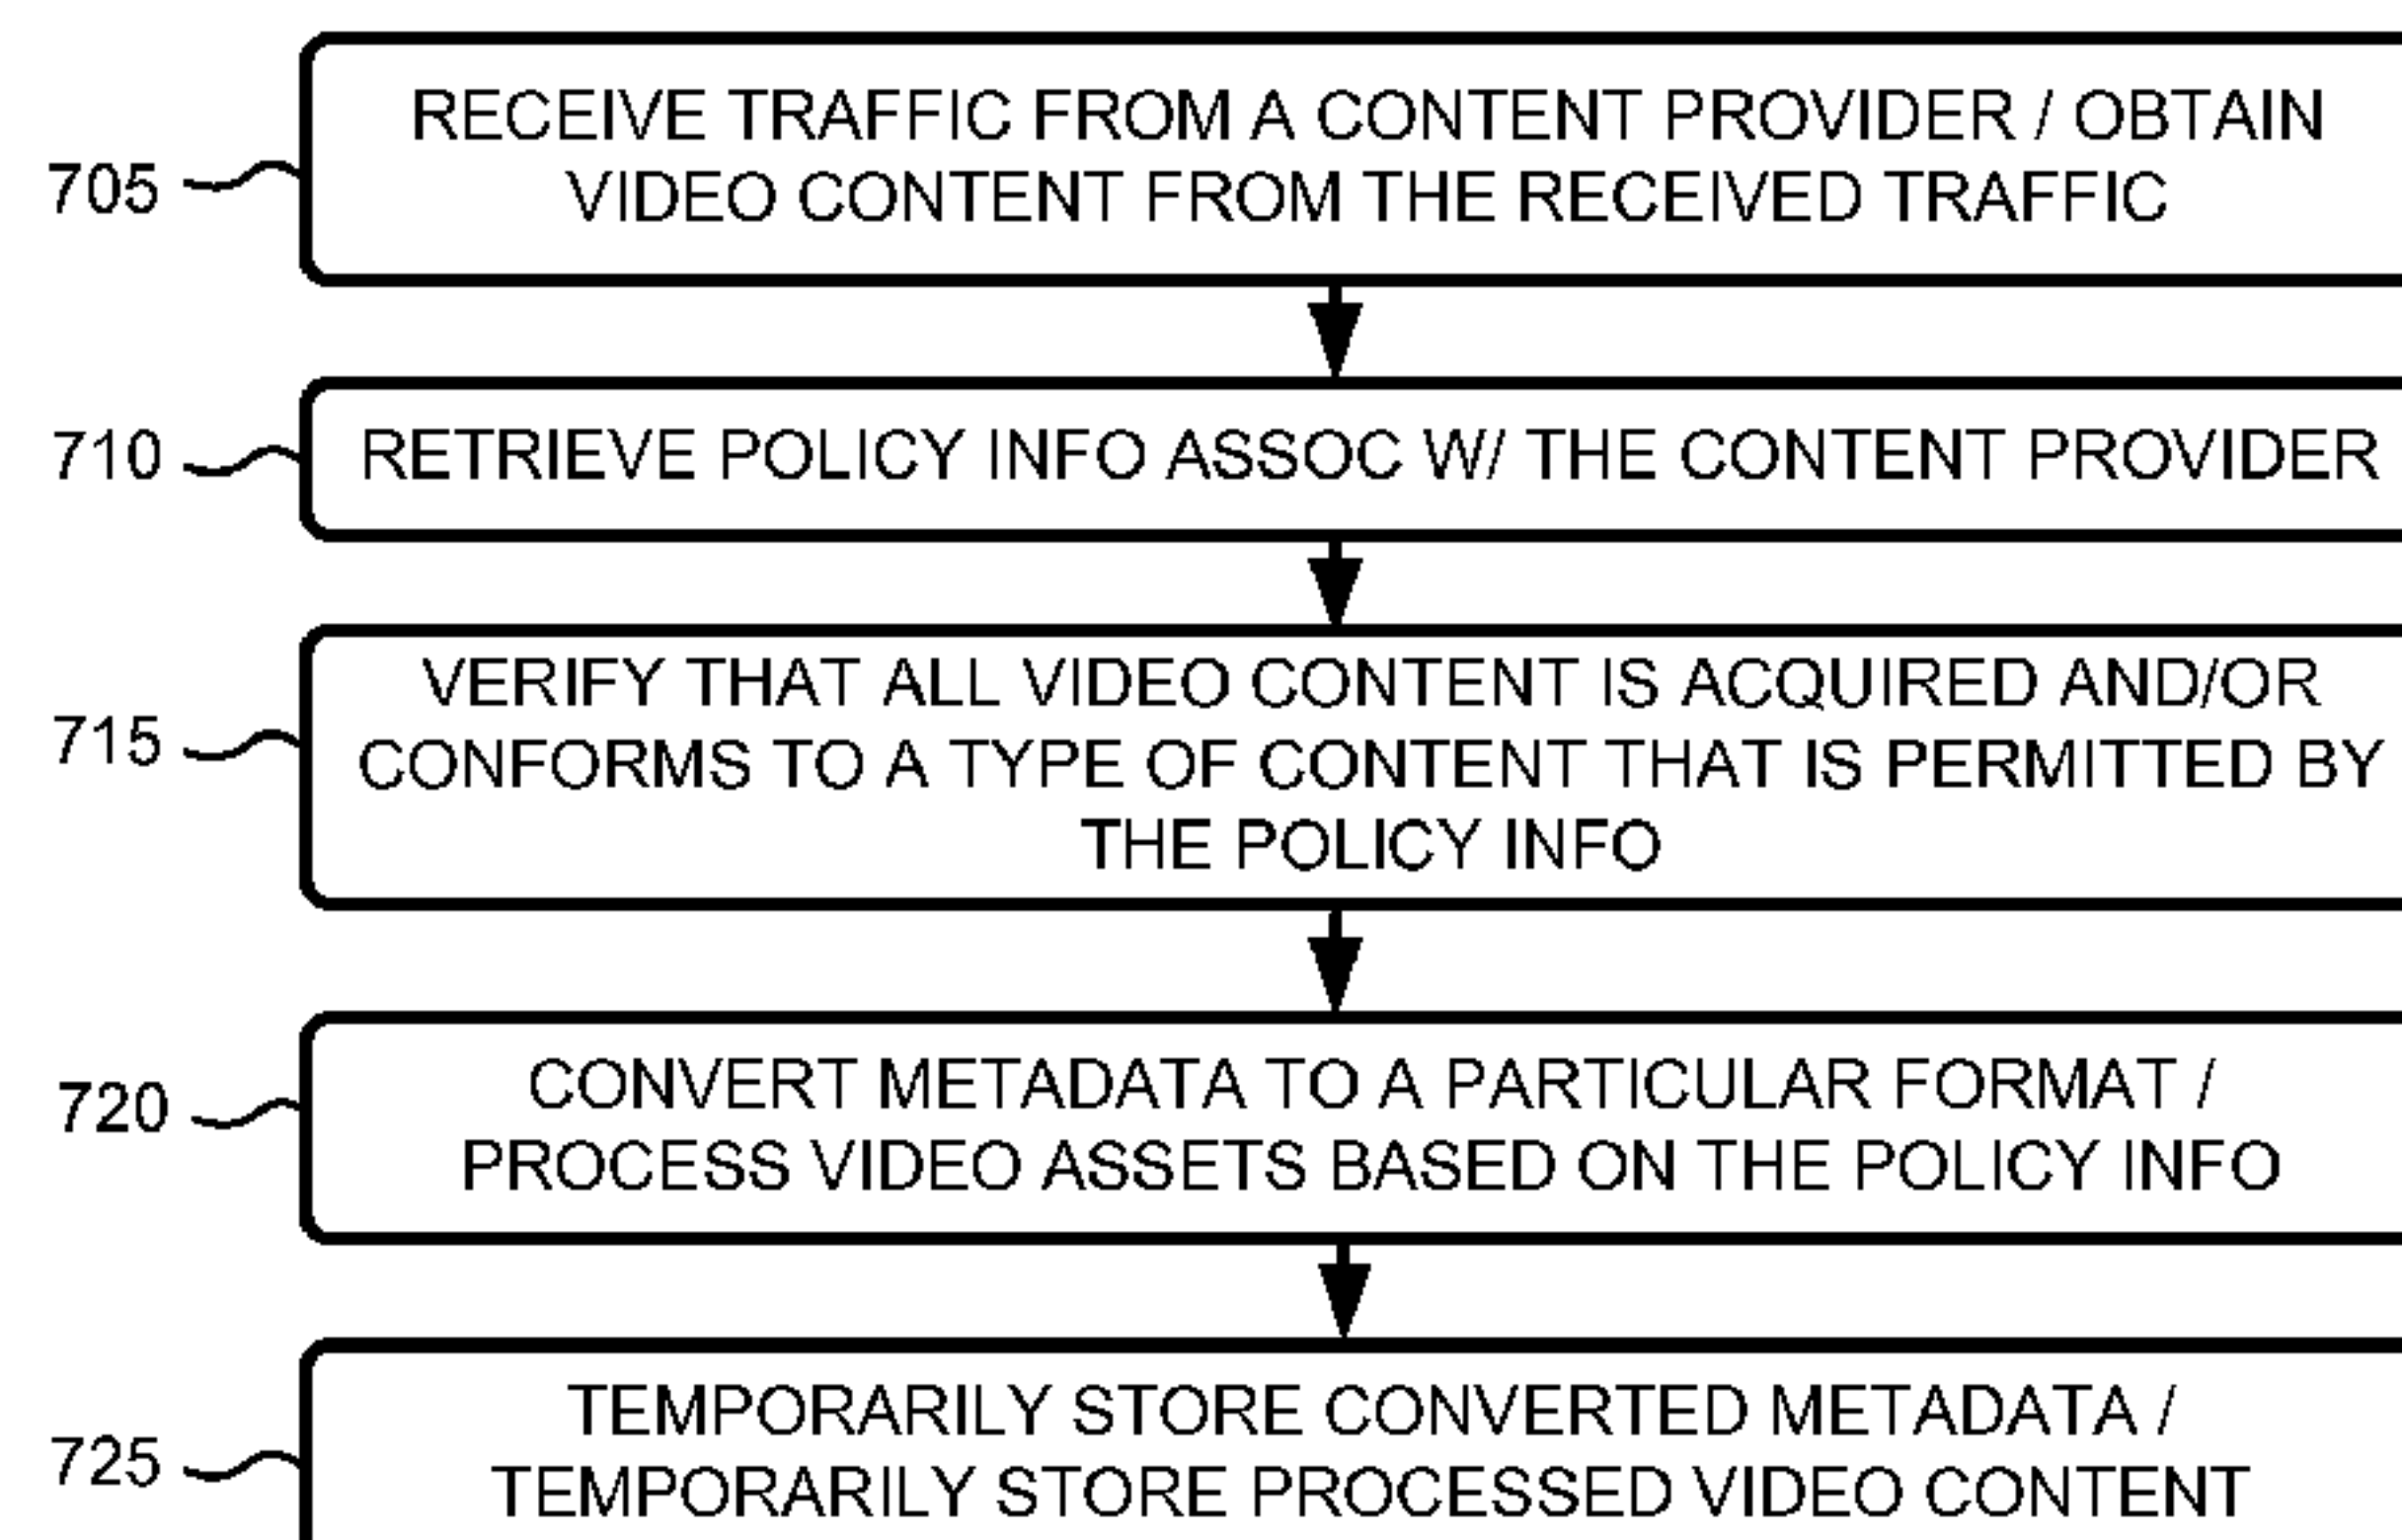 RECEIVE TRAFFIC FROM A CONTENT PROVIDER / OBTAIN
VIDEO CONTENT FROM THE RECEIVED TRAFFIC
705
RETRIEVE POLICY INFO ASSOC W/ THE CONTENT PROVIDER
710
VERIFY THAT ALL VIDEO CONTENT IS ACQUIRED AND/OR
CONFORMS TO A TYPE OF CONTENT THAT IS PERMITTED BY
THE POLICY INFO
715
CONVERT METADATA TO A PARTICULAR FORMAT /
PROCESS VIDEO ASSETS BASED ON THE POLICY INFO
720
TEMPORARILY STORE CONVERTED METADATA /
TEMPORARILY STORE PROCESSED VIDEO CONTENT
725